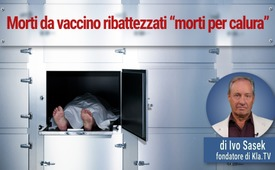 Morti da vaccino ribattezzati “morti per calura”
di Ivo Sasek
fondatore di Kla.TV